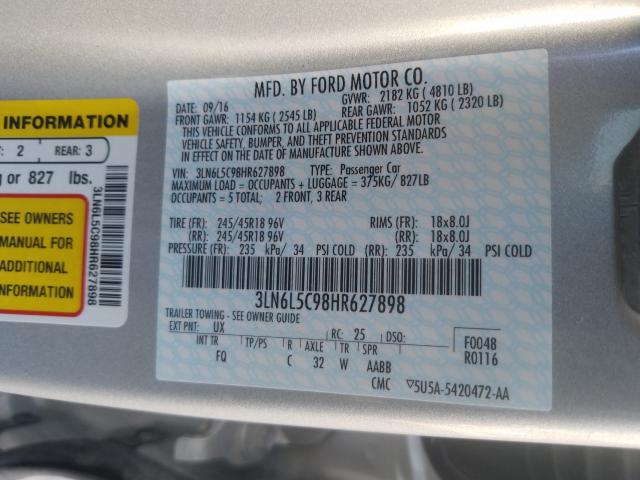 INFORMATION
2 REAR: 3
or 827 lbs.
SEE OWNERS
MANUAL FOR
ADDITIONAL
INFORMATION
3LN6L5C98HR627898
MFD. BY FORD MOTOR CO.
DATE: 09/16 GVWR: 2182 KG (4810 LB)
FRONT GAWR: 1154 KG (2545 LB) REAR GAWR: 1052 KG (2320 LB)
THIS VEHICLE CONFORMS TO ALL APPLICABLE FEDERAL MOTOR
VEHICLE SAFETY, BUMPER, AND THEFT PREVENTION STANDARDS
IN EFFECT ON THE DATE OF MANUFACTURE SHOWN ABOVE.
VIN: 3LN6L5C98HR627898 TYPE: Passenger Car
MAXIMUM LOAD = OCCUPANTS + LUGGAGE = 375KG/827LB
OCCUPANTS = 5 TOTAL; 2 FRONT, 3 REAR
TIRE (FR): 245/45R18 96V RIMS (FR): 18x8.0J
(RR): 245/45R18 96V (RR): 18x8.0J
PRESSURE (FR): 235 kPa/ 34 PSI COLD (RR): 235 kPa/ 34 PSI COLD
3LN6L5C98HR627898
TRAILER TOWING - SEE OWNER GUIDE
EXT PNT: UX RC: 25 DSO: F0048
INT TR TP/PS R AXLE TR SPR R0116
FQ C 32 W AABB
CMC ▽5U5A-5420472-AA